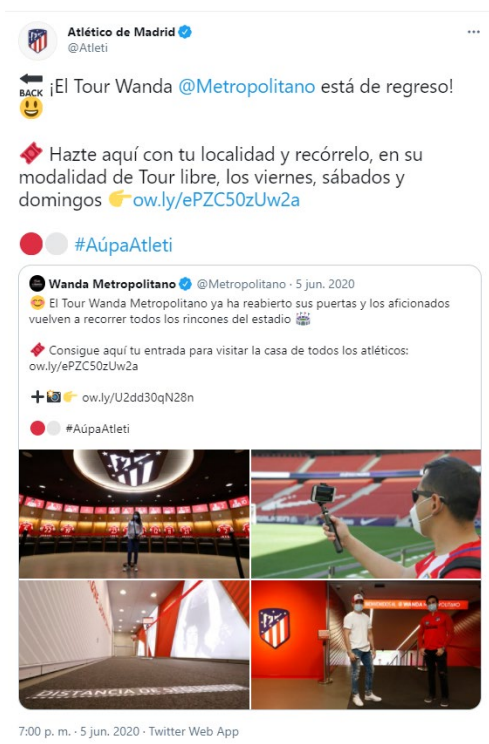 Atlético de Madrid
@Atleti
BACK ¡El Tour Wanda @Metropolitano está de regreso!
Hazte aquí con tu localidad y recórrelo, en su
modalidad de Tour libre, los viernes, sábados y
domingos 👉ow.ly/ePZC50zUw2a
🔴⚪ #AúpaAtleti
Wanda Metropolitano @Metropolitano · 5 jun. 2020
😊 El Tour Wanda Metropolitano ya ha reabierto sus puertas y los aficionados
vuelven a recorrer todos los rincones del estadio 🏟
Consigue aquí tu entrada para visitar la casa de todos los atléticos:
ow.ly/ePZC50zUw2a
➕📸👉 ow.ly/U2dd30qN28n
🔴⚪ #AúpaAtleti
DISTANCIA DE
7:00 p. m. · 5 jun. 2020 · Twitter Web App